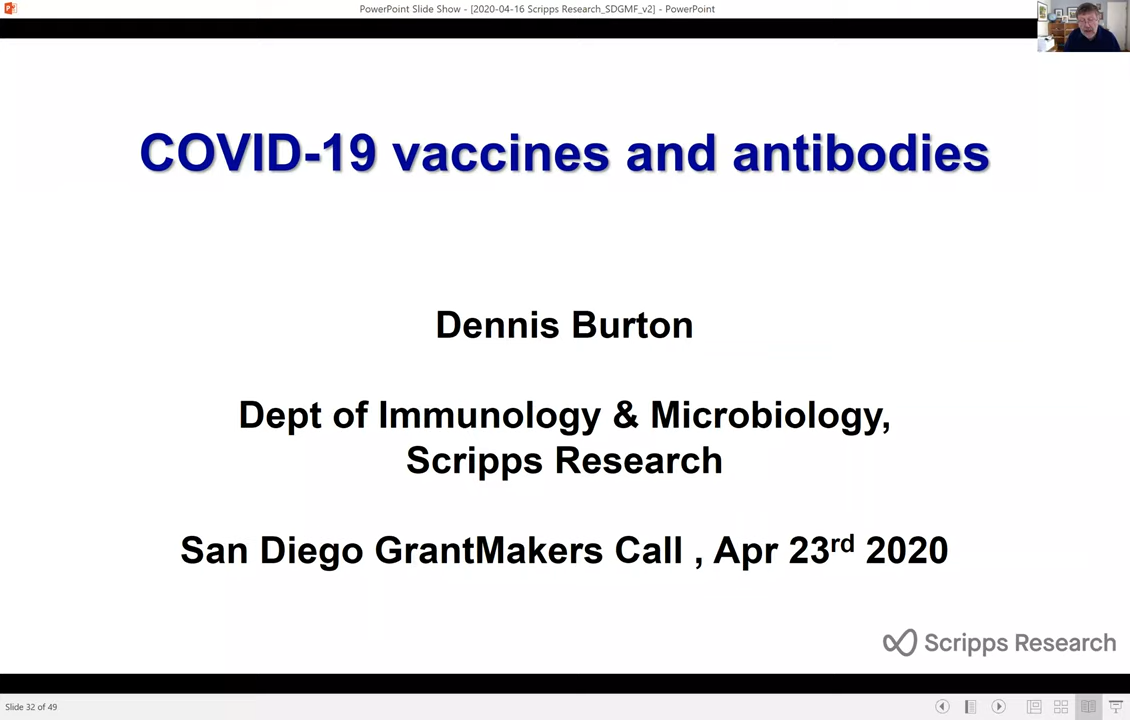 PowerPoint Slide Show - [2020-04-16 Scripps Research_SDGMF_v2] - PowerPoint
COVID-19 vaccines and antibodies
Dennis Burton
Dept of Immunology & Microbiology,
Scripps Research
San Diego GrantMakers Call , Apr 23rd 2020
Scripps Research
Slide 32 of 49